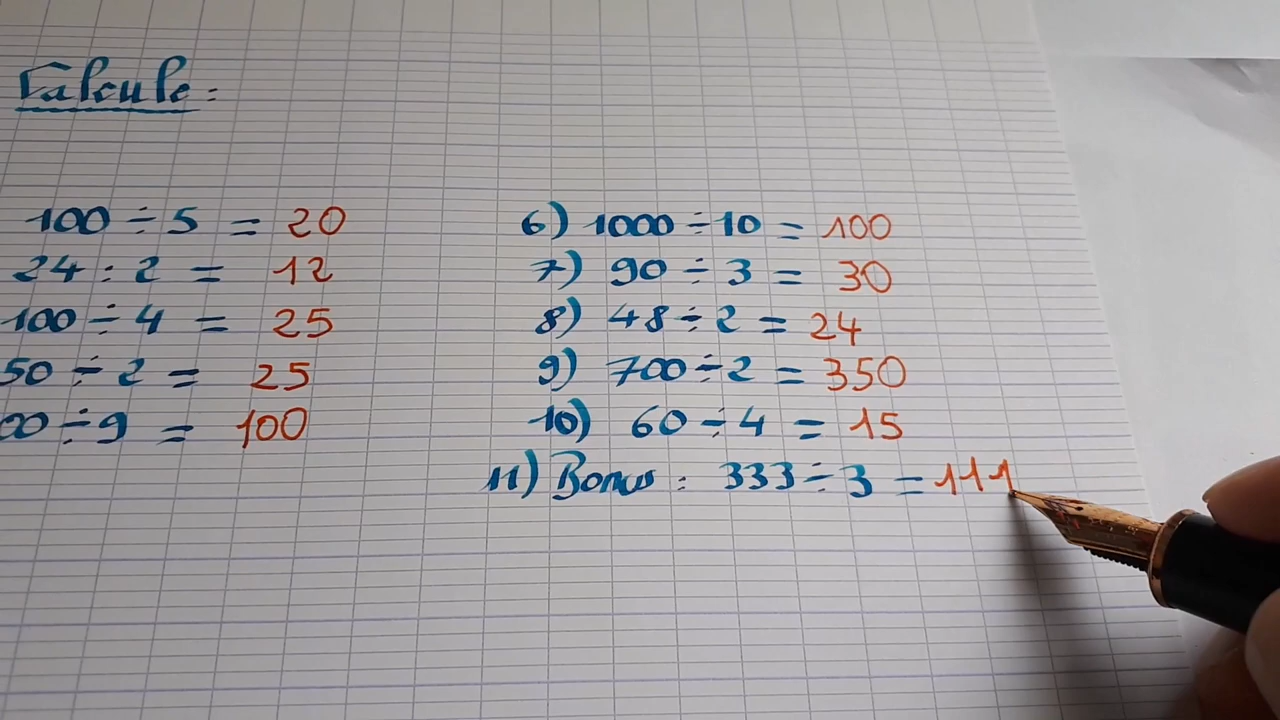 Calcule :
100 ÷ 5 = 20
24 : 2 = 12
100 ÷ 4 = 25
50 ÷ 2 = 25
00 ÷ 9 = 100
6) 1000 ÷ 10 = 100
7) 90 ÷ 3 = 30
8) 48 ÷ 2 = 24
9) 700 ÷ 2 = 350
10) 60 ÷ 4 = 15
11) Bonus : 333 ÷ 3 = 111